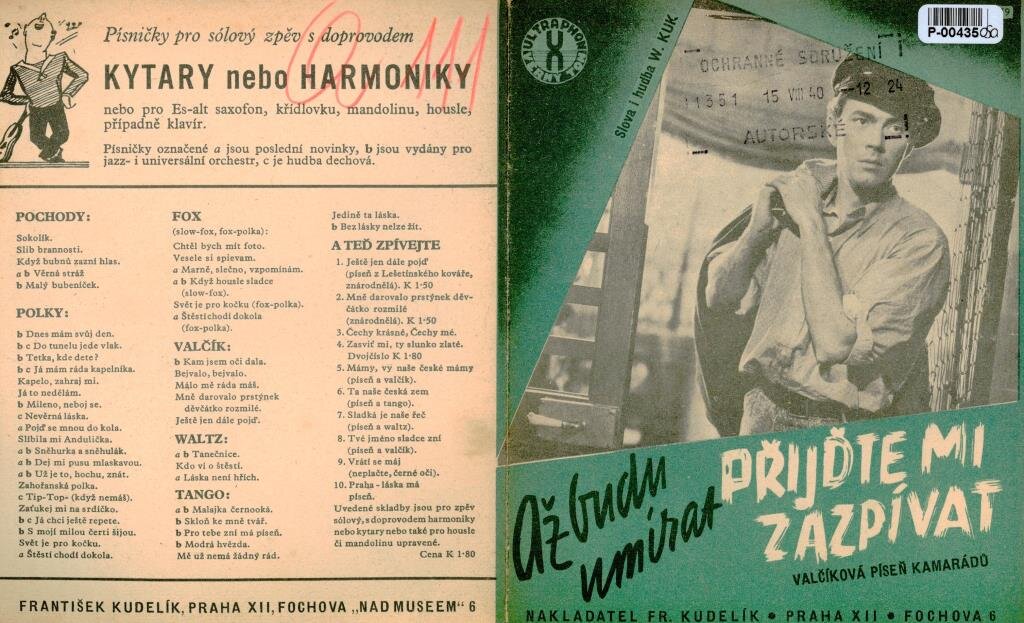 Písničky pro sólový zpěv s doprovodem
KYTARY nebo HARMONIKY
nebo pro Es-alt saxofon, křídlovku, mandolinu, housle,
případně klavír.
Písničky označené a jsou poslední novinky, b jsou vydány pro
jazz- i universální orchestr, c je hudba dechová.
POCHODY:
Sokolík.
Slib brannosti.
Když bubnů zazní hlas.
a b Věrná stráž
b Malý bubeníček.
POLKY:
b Dnes mám svůj den.
b c Do tunelu jede vlak.
b Tetka, kde dete?
b c Já mám ráda kapelníka.
Kapelo, zahraj mi.
Já to nedělám.
b Mileno, neboj se.
c Nevěrná láska.
a Pojď se mnou do kola.
Slíbila mi Andulička.
a b Sněhurka a sněhulák.
a b Dej mi pusu mlaskavou.
a b Už je to, hochu, znát.
Zahořanská polka.
c Tip-Top- (když nemáš).
Zaťukej mi na srdíčko.
b c Já chci ještě repete.
b S mojí milou čerti šijou.
Svět je pro kočku.
a Štěstí chodí dokola.
FOX
(slow-fox, fox-polka):
Chtěl bych mít foto.
Vesele si spievam.
a Marně, slečno, vzpomínám.
a b Když housle sladce
(slow-fox).
Svět je pro kočku (fox-polka).
a Štěstí chodí dokola
(fox-polka).
VALČÍK:
b Kam jsem oči dala.
Bejvalo, bejvalo.
Málo mě ráda máš.
Mně darovalo prstýnek
děvčátko rozmilé.
Ještě jen dále pojď.
WALTZ:
a b Tanečnice.
Kdo ví o štěstí.
a Láska není hřích.
TANGO:
a b Malajka černooká.
b Skloň ke mně tvář.
b Pro tebe zní má píseň.
b Modrá hvězda.
Mě už nemá žádný rád.
Jedině ta láska.
b Bez lásky nelze žít.
A TEĎ ZPÍVEJTE
1. Ještě jen dále pojď
(píseň z Lešetínského kováře,
znárodnělá). K 1·50
2. Mně darovalo prstýnek děv-
čátko rozmilé
(znárodnělá). K 1·50
3. Čechy krásné, Čechy mé.
4. Zasviť mi, ty slunko zlaté.
Dvojčíslo K 1·80
5. Mámy, vy naše české mámy
(píseň a valčík).
6. Ta naše česká zem
(píseň a tango).
7. Sladká je naše řeč
(píseň a waltz).
8. Tvé jméno sladce zní
(píseň a valčík).
9. Vrátí se máj
(neplačte, černé oči).
10. Praha - láska má
píseň.
Uvedené skladby jsou pro zpěv
sólový, s doprovodem harmoniky
nebo kytary nebo také pro housle
či mandolinu upravené.
Cena K 1·80
FRANTIŠEK KUDELÍK, PRAHA XII, FOCHOVA „NAD MUSEEM" 6
P-00435
Slova i hudba W. KUK
OCHRANNÉ SDRUŽENÍ
11351 15 VIII 40 -12 24
AUTORSKÉ
Až budu
umírat
PŘIJĎTE MI
ZAZPÍVAT
VALČÍKOVÁ PÍSEŇ KAMARÁDŮ
NAKLADATEL FR. KUDELÍK • PRAHA XII • FOCHOVA 6